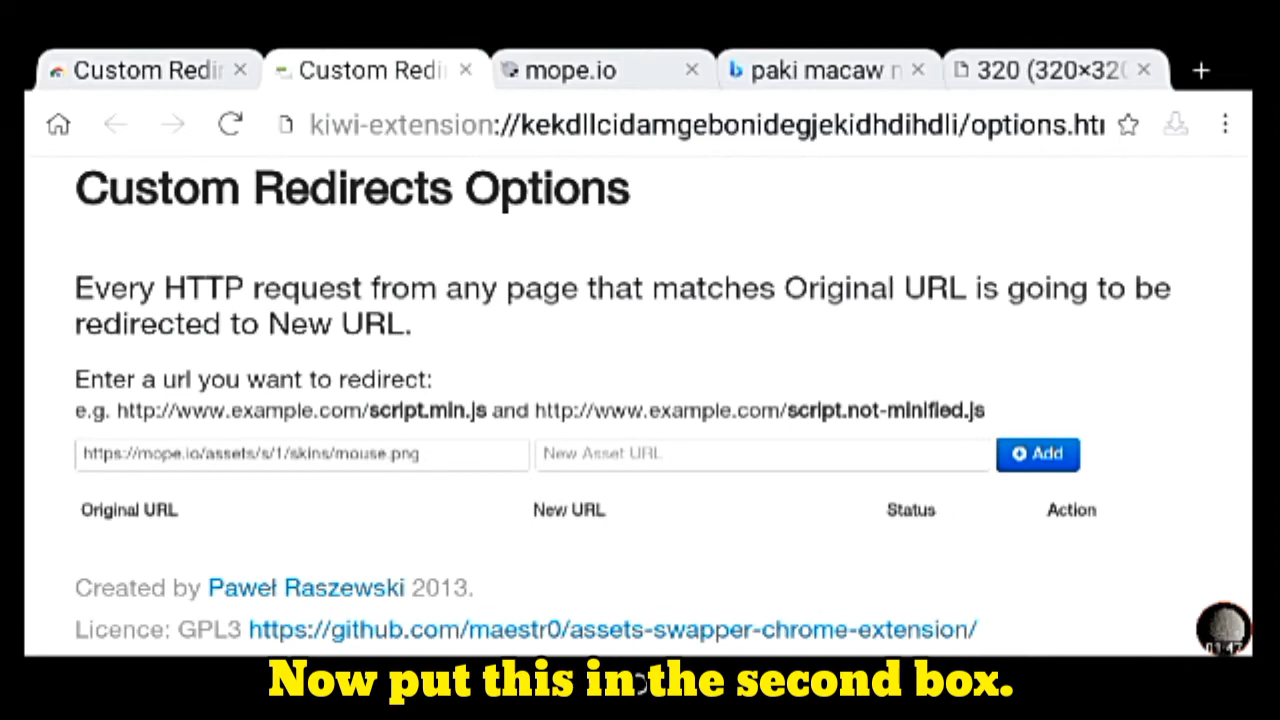 Custom Redir
Custom Redi
mope.io
paki macaw n
320 (320×320
kiwi-extension://kekdllcidamgebonidegjekidhdihdli/options.htm
Custom Redirects Options
Every HTTP request from any page that matches Original URL is going to be
redirected to New URL.
Enter a url you want to redirect:
e.g. http://www.example.com/script.min.js and http://www.example.com/script.not-minified.js
https://mope.io/assets/s/1/skins/mouse.png
New Asset URL
Add
Original URL New URL Status Action
Created by Paweł Raszewski 2013.
Licence: GPL3 https://github.com/maestr0/assets-swapper-chrome-extension/
01:47
Now put this in the second box.